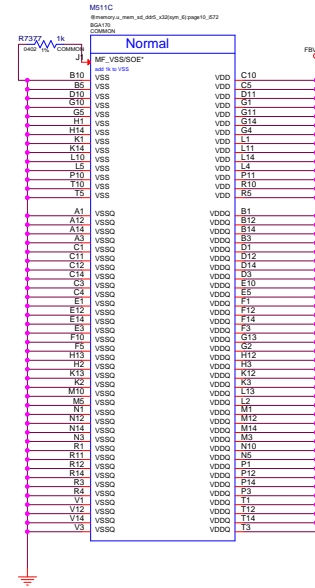 M511C
@memory.u_mem_sd_ddr5_x32(sym_6):page10_i572
BGA170
COMMON
R7377 1k
0402 1% COMMON
Normal
FBV
J1 MF_VSS/SOE*
add 1k to VSS
B10 VSS VDD C10
B5 VSS VDD C5
D10 VSS VDD D11
G10 VSS VDD G1
G5 VSS VDD G11
H1 VSS VDD G14
H14 VSS VDD G4
K1 VSS VDD L1
K14 VSS VDD L11
L10 VSS VDD L14
L5 VSS VDD L4
P10 VSS VDD P11
T10 VSS VDD R10
T5 VSS VDD R5
A1 VSSQ VDDQ B1
A12 VSSQ VDDQ B12
A14 VSSQ VDDQ B14
A3 VSSQ VDDQ B3
C1 VSSQ VDDQ D1
C11 VSSQ VDDQ D12
C12 VSSQ VDDQ D14
C14 VSSQ VDDQ D3
C3 VSSQ VDDQ E10
C4 VSSQ VDDQ E5
E1 VSSQ VDDQ F1
E12 VSSQ VDDQ F12
E14 VSSQ VDDQ F14
E3 VSSQ VDDQ F3
F10 VSSQ VDDQ G13
F5 VSSQ VDDQ G2
H13 VSSQ VDDQ H12
H2 VSSQ VDDQ H3
K13 VSSQ VDDQ K12
K2 VSSQ VDDQ K3
M10 VSSQ VDDQ L13
M5 VSSQ VDDQ L2
N1 VSSQ VDDQ M1
N12 VSSQ VDDQ M12
N14 VSSQ VDDQ M14
N3 VSSQ VDDQ M3
R1 VSSQ VDDQ N10
R11 VSSQ VDDQ N5
R12 VSSQ VDDQ P1
R14 VSSQ VDDQ P12
R3 VSSQ VDDQ P14
R4 VSSQ VDDQ P3
V1 VSSQ VDDQ T1
V12 VSSQ VDDQ T12
V14 VSSQ VDDQ T14
V3 VSSQ VDDQ T3